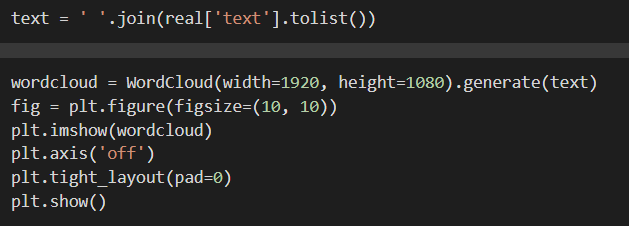 text = ' '.join(real['text'].tolist())
wordcloud = WordCloud(width=1920, height=1080).generate(text)
fig = plt.figure(figsize=(10, 10))
plt.imshow(wordcloud)
plt.axis('off')
plt.tight_layout(pad=0)
plt.show()